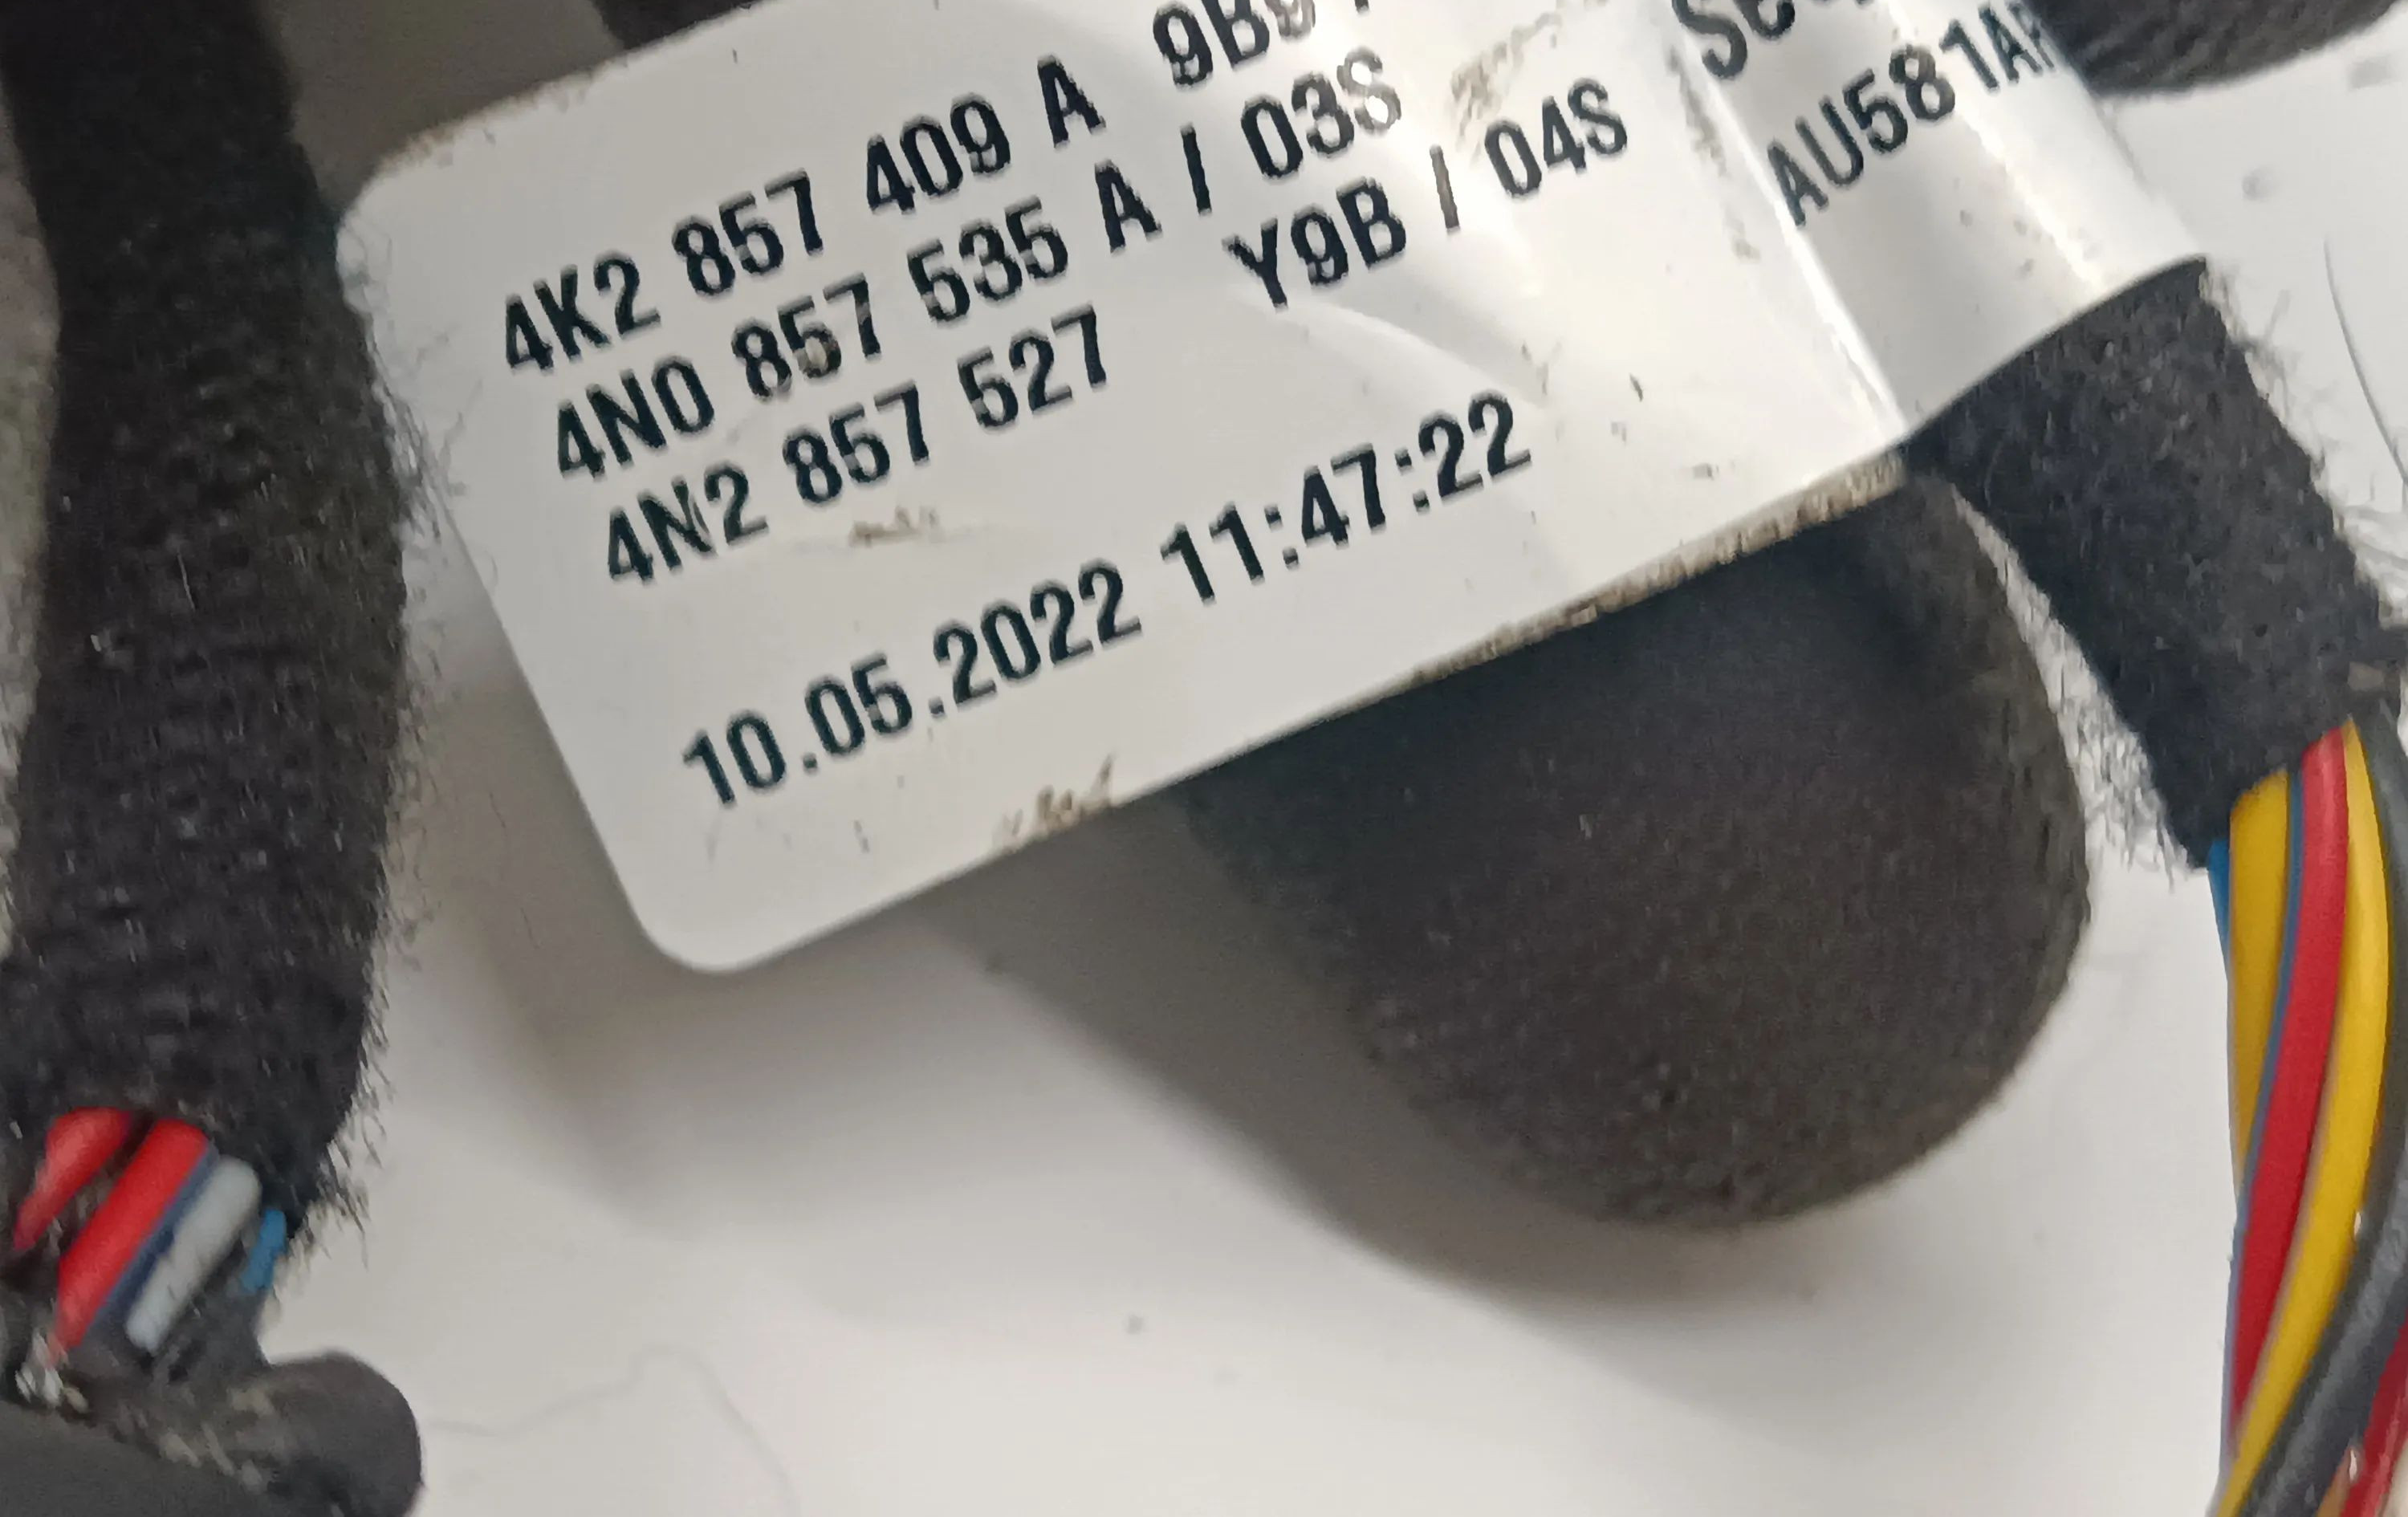 4K2 857 409 A
4N0 857 535 A / 03S
4N2 857 527 Y9B / 04S
10.05.2022 11:47:22